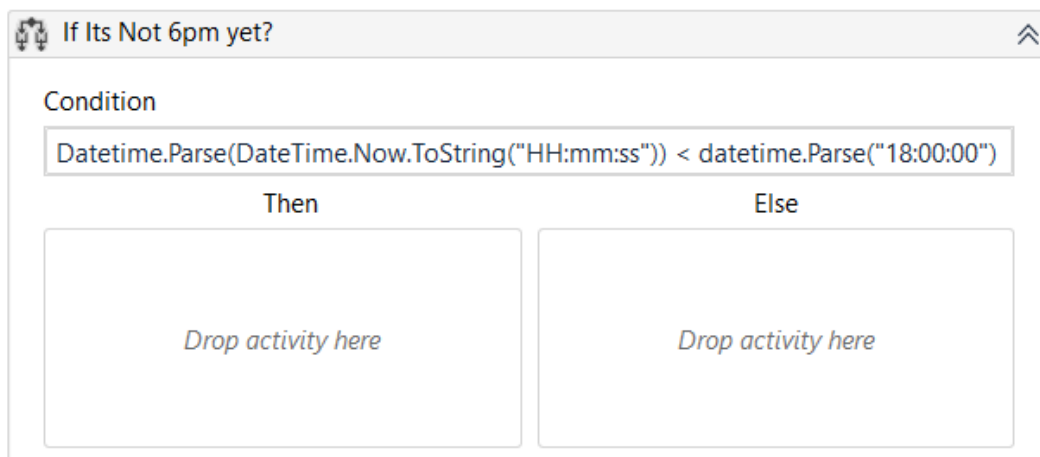 If Its Not 6pm yet?
Condition
Datetime.Parse(DateTime.Now.ToString("HH:mm:ss")) < datetime.Parse("18:00:00")
Then Else
Drop activity here Drop activity here